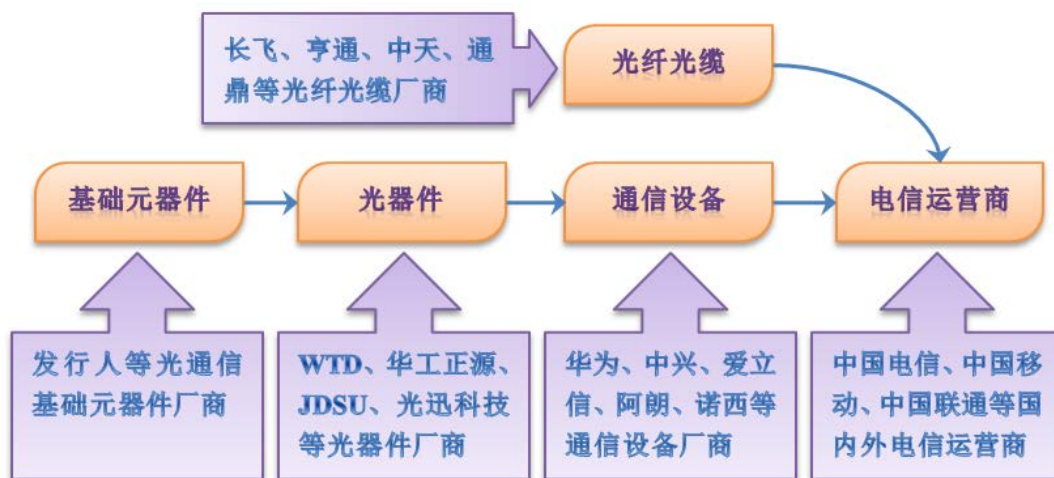 长飞、亨通、中天、通
鼎等光纤光缆厂商
光纤光缆
基础元器件
光器件
通信设备
电信运营商
发行人等光通信
基础元器件厂商
WTD、华工正源、
JDSU、光迅科技
等光器件厂商
华为、中兴、爱立
信、阿朗、诺西等
通信设备厂商
中国电信、中国移
动、中国联通等国
内外电信运营商